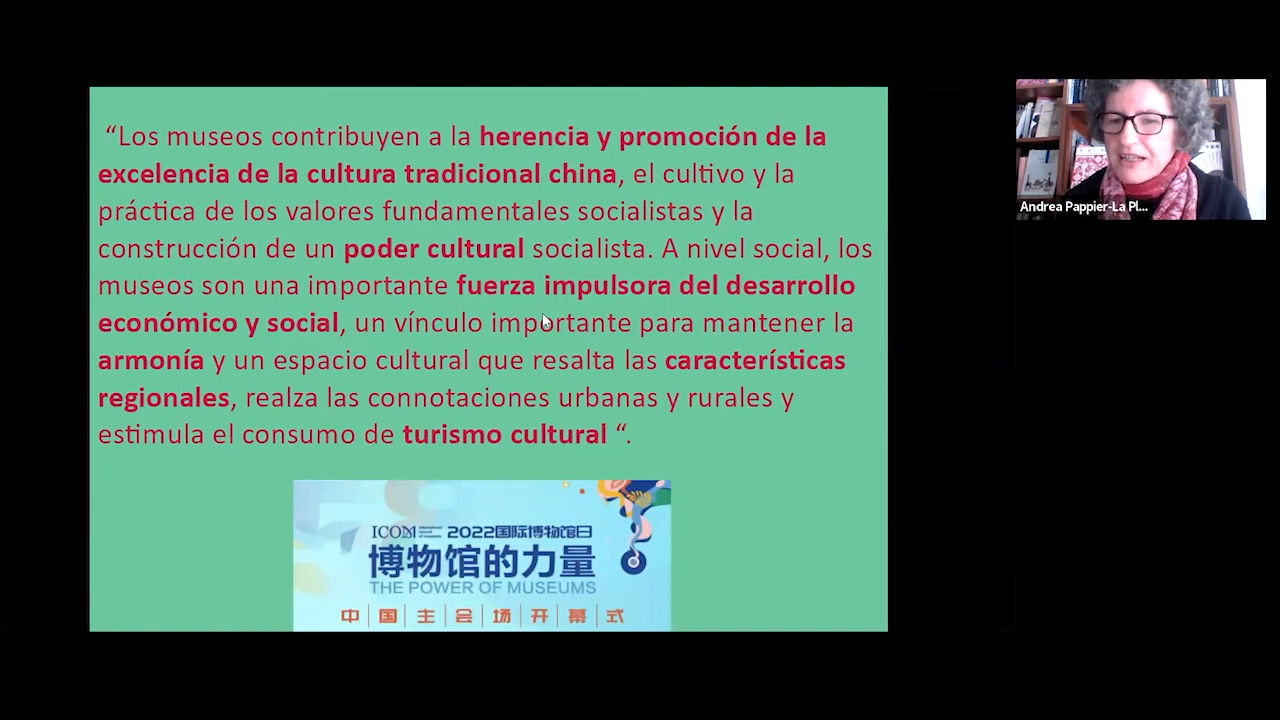 “Los museos contribuyen a la herencia y promoción de la
excelencia de la cultura tradicional china, el cultivo y la
práctica de los valores fundamentales socialistas y la
construcción de un poder cultural socialista. A nivel social, los
museos son una importante fuerza impulsora del desarrollo
económico y social, un vínculo importante para mantener la
armonía y un espacio cultural que resalta las características
regionales, realza las connotaciones urbanas y rurales y
estimula el consumo de turismo cultural “.
ICOM 2022国际博物馆日
博物馆的力量
THE POWER OF MUSEUMS
中国主会场开幕式
Andrea Pappier-La Pl...